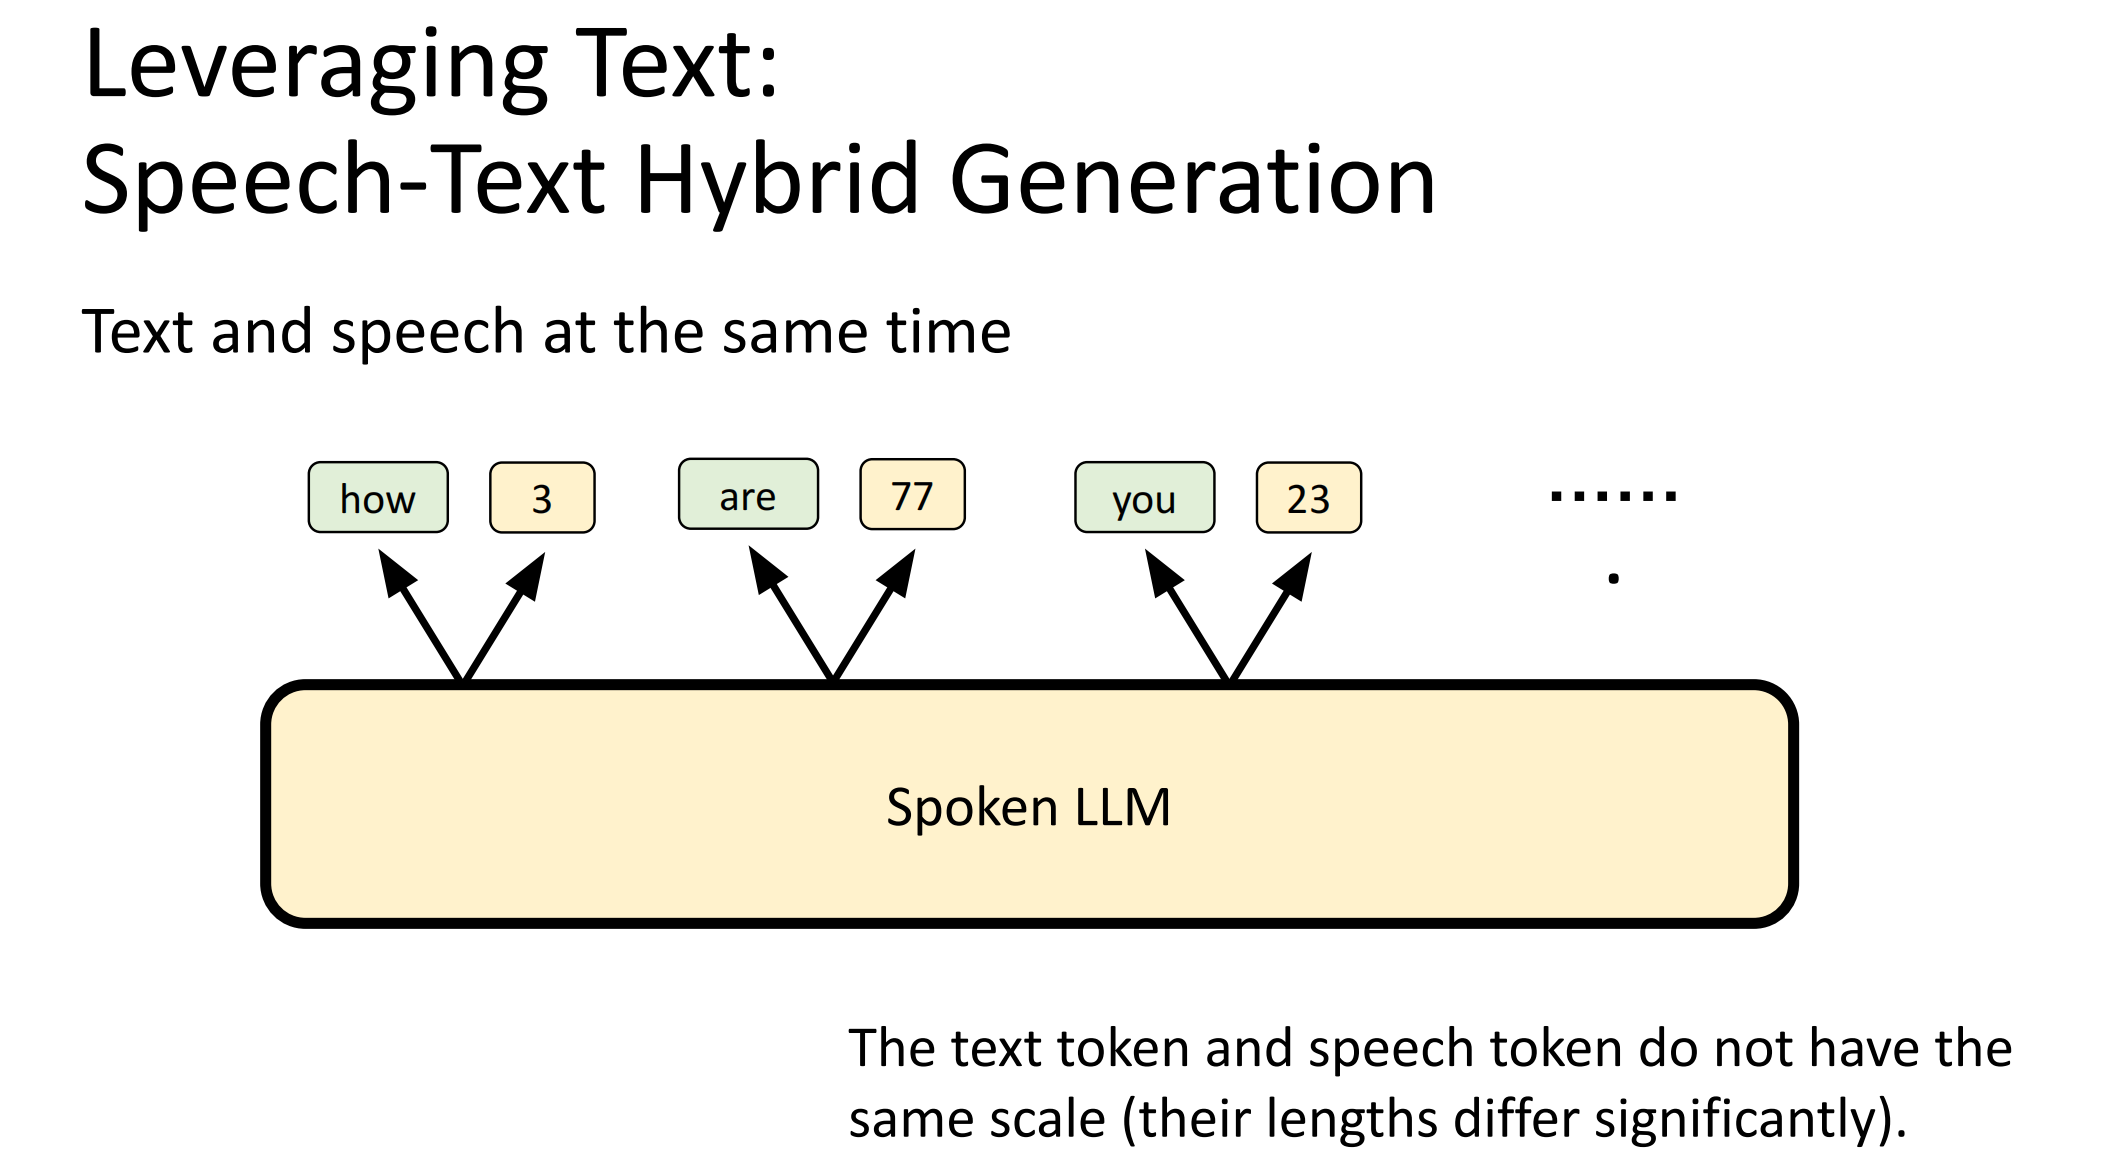 Leveraging Text:
Speech-Text Hybrid Generation
Text and speech at the same time
how 3 are 77 you 23 ......
.
Spoken LLM
The text token and speech token do not have the
same scale (their lengths differ significantly).